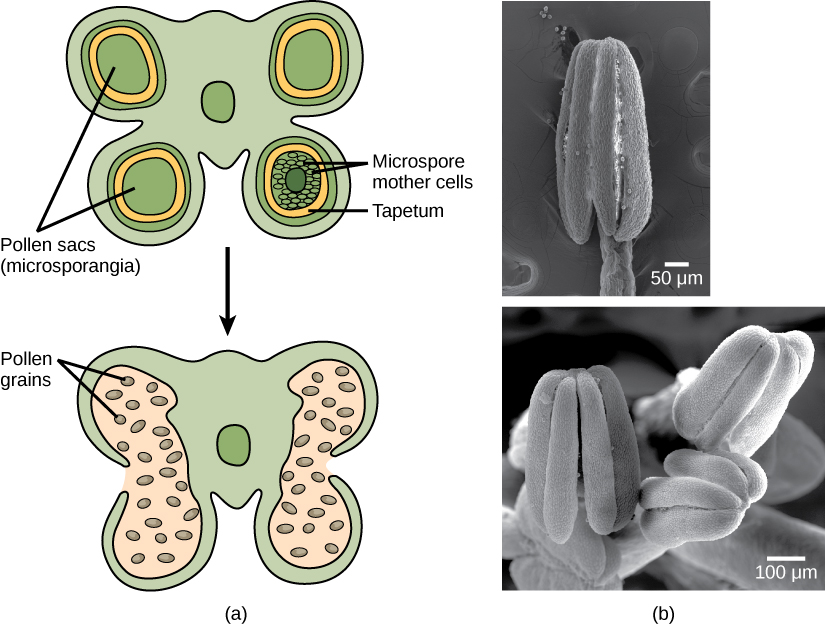 Microspore
mother cells
Tapetum
Pollen sacs
(microsporangia)
Pollen
grains
(a)
50 µm
100 µm
(b)